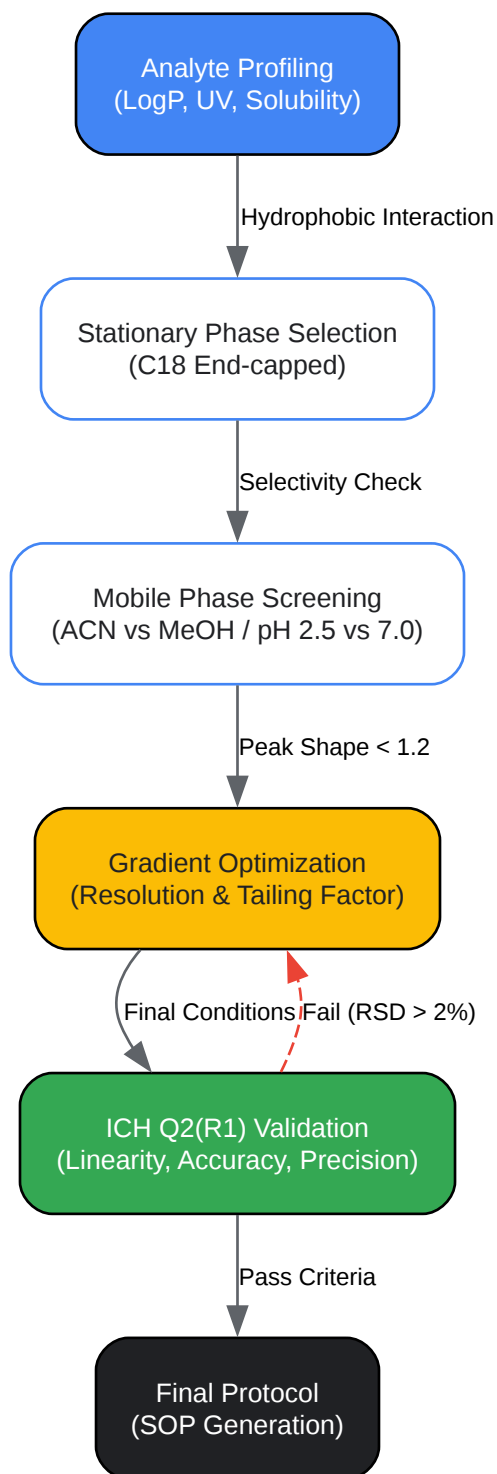 Analyte Profiling
(LogP, UV, Solubility)
Hydrophobic Interaction
Stationary Phase Selection
(C18 End-capped)
Selectivity Check
Mobile Phase Screening
(ACN vs MeOH / pH 2.5 vs 7.0)
Peak Shape < 1.2
Gradient Optimization
(Resolution & Tailing Factor)
Final Conditions
Fail (RSD > 2%)
ICH Q2(R1) Validation
(Linearity, Accuracy, Precision)
Pass Criteria
Final Protocol
(SOP Generation)